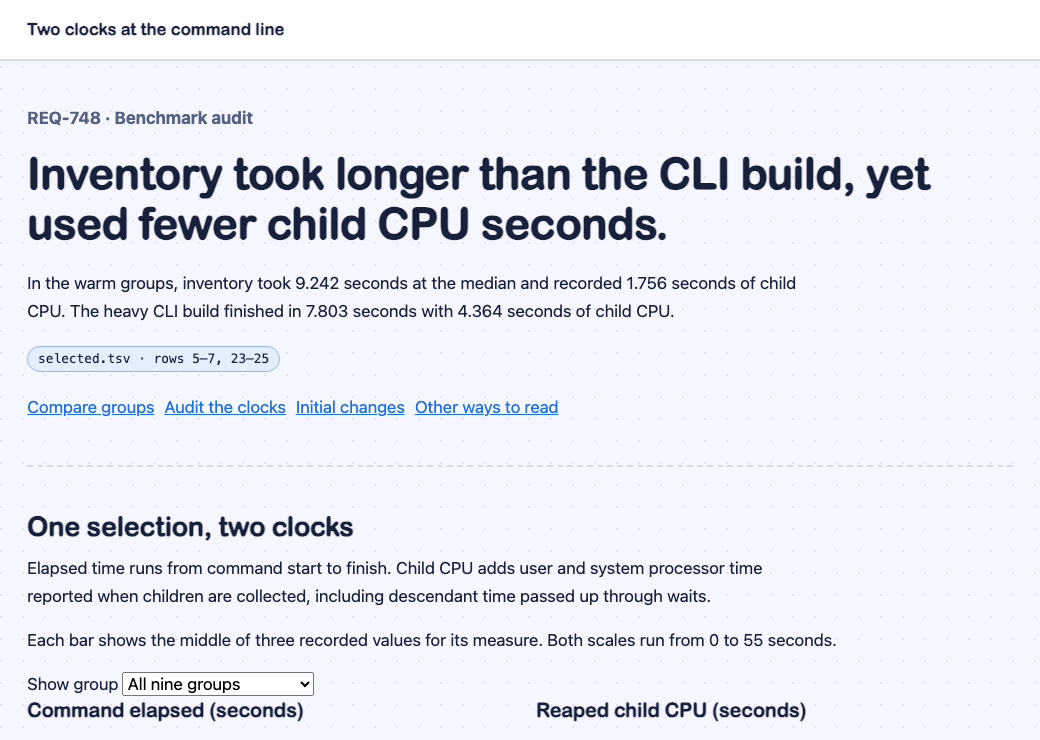 Two clocks at the command line
REQ-748 · Benchmark audit
Inventory took longer than the CLI build, yet
used fewer child CPU seconds.
In the warm groups, inventory took 9.242 seconds at the median and recorded 1.756 seconds of child
CPU. The heavy CLI build finished in 7.803 seconds with 4.364 seconds of child CPU.
selected.tsv · rows 5–7, 23–25
Compare groups Audit the clocks Initial changes Other ways to read
One selection, two clocks
Elapsed time runs from command start to finish. Child CPU adds user and system processor time
reported when children are collected, including descendant time passed up through waits.
Each bar shows the middle of three recorded values for its measure. Both scales run from 0 to 55 seconds.
Show group All nine groups
Command elapsed (seconds) Reaped child CPU (seconds)